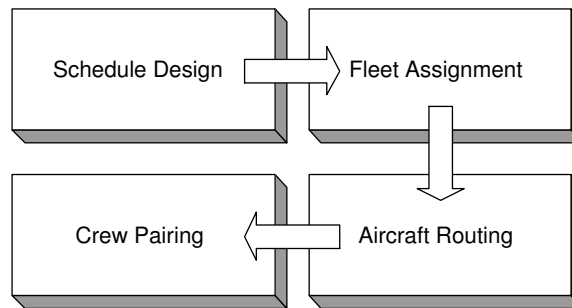 Schedule Design
Fleet Assignment
Crew Pairing
Aircraft Routing